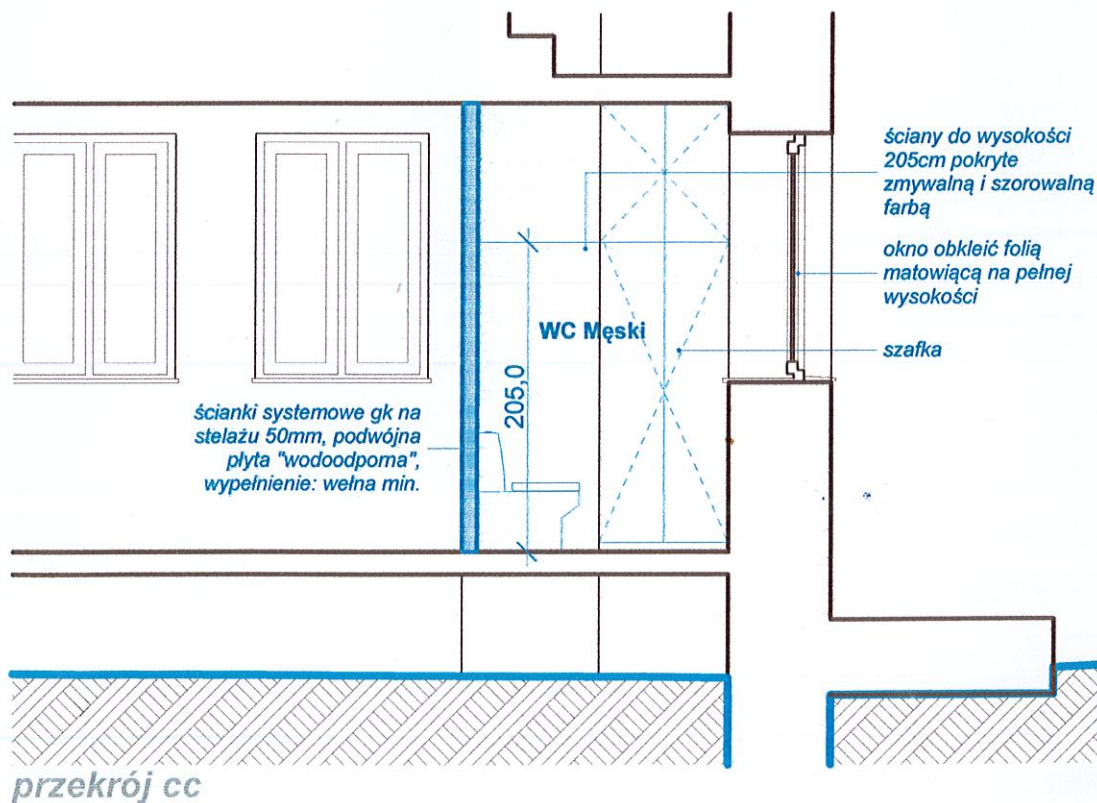 ściany do wysokości
205cm pokryte
zmywalną i szorowalną
farbą
okno obkleić folią
matowiącą na pełnej
wysokości
WC Męski
szafka
205,0
ścianki systemowe gk na
stelażu 50mm, podwójna
płyta "wodoodporna",
wypełnienie: wełna min.
przekrój cc